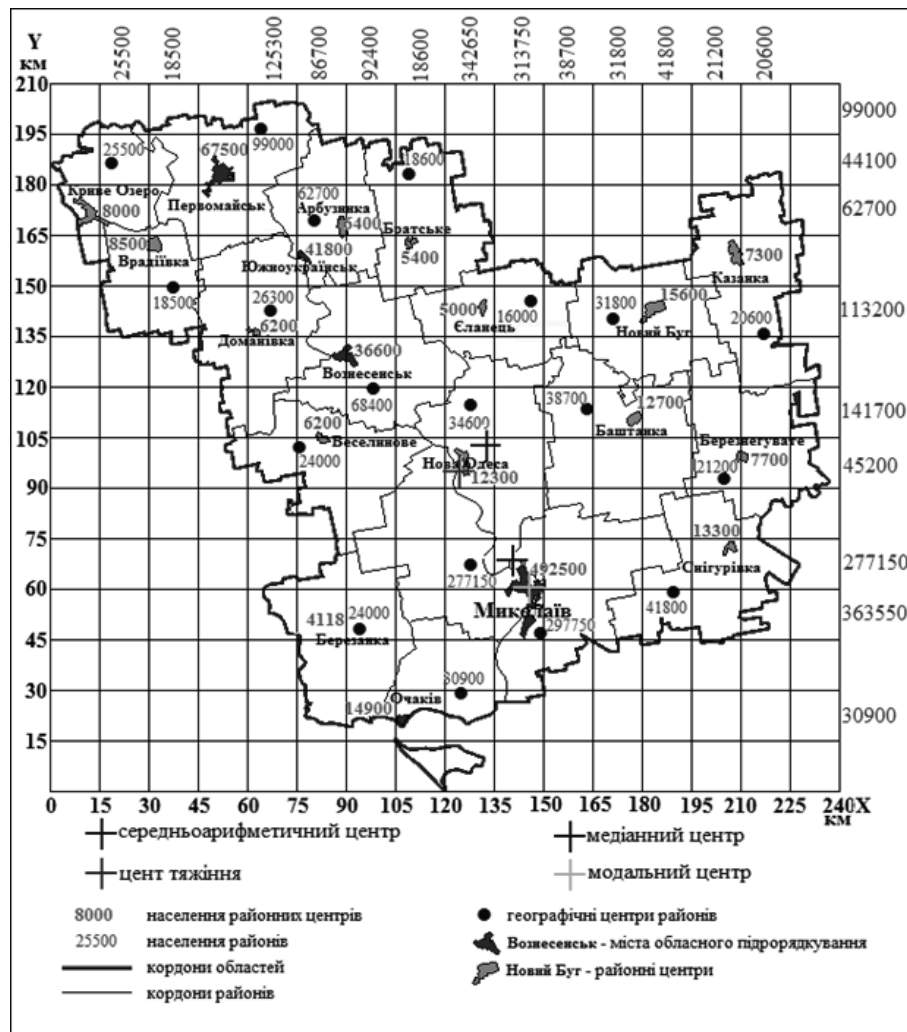 Y
км
25500
18500
125300
86700
92400
18600
342650
313750
38700
31800
41800
21200
20600
210
195
180
165
150
135
120
105
90
75
60
45
30
15
99000
44100
62700
113200
141700
45200
277150
363550
30900
25500
67500
99000
18600
Криве Озеро
8000
Первомайськ
62700
Арбузинка
5400
Братське
5400
8500
Врадіївка
41800
Южноукраїнськ
7300
Казанка
18500
26300
6200
Доманівка
5000
Єланець
16000
31800
15600
Новий Буг
20600
36600
Вознесенськ
68400
34600
38700
12700
Баштанка
6200
Веселинове
24000
Нова Одеса
12300
Березнегувате
7700
21200
13300
Снігурівка
277150
492500
Миколаїв
297750
41800
4118
24000
Березанка
30900
Очаків
14900
0 15 30 45 60 75 90 105 120 135 150 165 180 195 210 225 240 X
км
середньоарифметичний центр
медіанний центр
цент тяжіння
модальний центр
8000 населення районних центрів
25500 населення районів
кордони областей
кордони районів
географічні центри районів
Вознесенськ - міста обласного підрорядкування
Новий Буг - районні центри